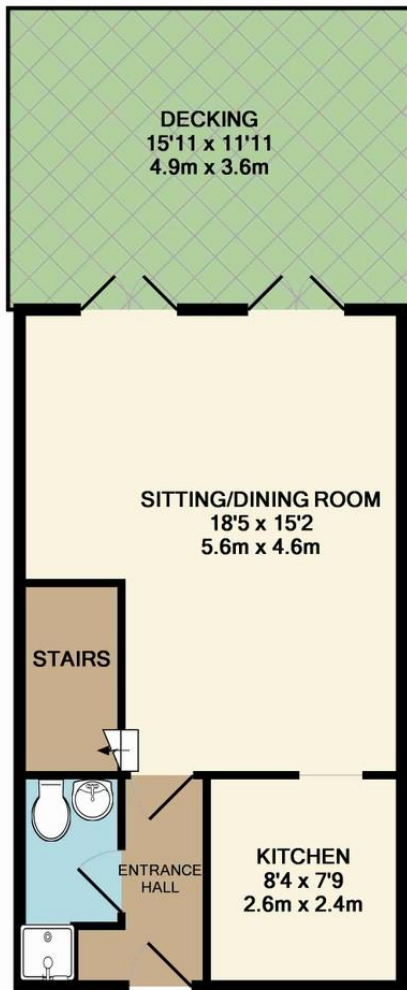 DECKING
15'11 x 11'11
4.9m x 3.6m
SITTING/DINING ROOM
18'5 x 15'2
5.6m x 4.6m
STAIRS
ENTRANCE
HALL
KITCHEN
8'4 x 7'9
2.6m x 2.4m